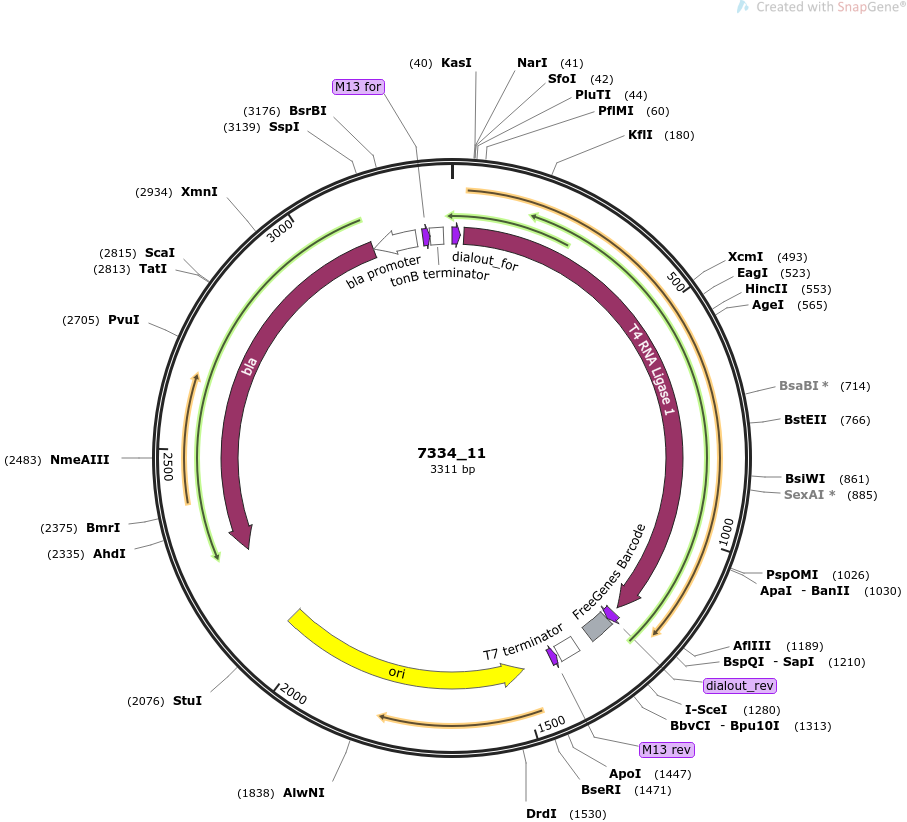 Created with SnapGene®
(40) KasI
NarI (41)
SfoI (42)
PluTI (44)
PflMI (60)
KflI (180)
M13 for
(3176) BsrBI
(3139) SspI
(2934) XmnI
(2815) ScaI
(2813) TatI
(2705) PvuI
(2483) NmeAIII
(2375) BmrI
(2335) AhdI
(2076) StuI
(1838) AlwNI
XcmI (493)
EagI (523)
HincII (553)
AgeI (565)
BsaBI * (714)
BstEII (766)
BsiWI (861)
SexAI * (885)
PspOMI (1026)
ApaI - BanII (1030)
AflIII (1189)
BspQI - SapI (1210)
dialout_rev
I-SceI (1280)
BbvCI - Bpu10I (1313)
M13 rev
ApoI (1447)
BseRI (1471)
DrdI (1530)
500
1000
1500
2000
2500
3000
bla promoter
tonB terminator
dialout_for
T4 RNA Ligase 1
FreeGenes Barcode
T7 terminator
ori
bla
7334_11
3311 bp